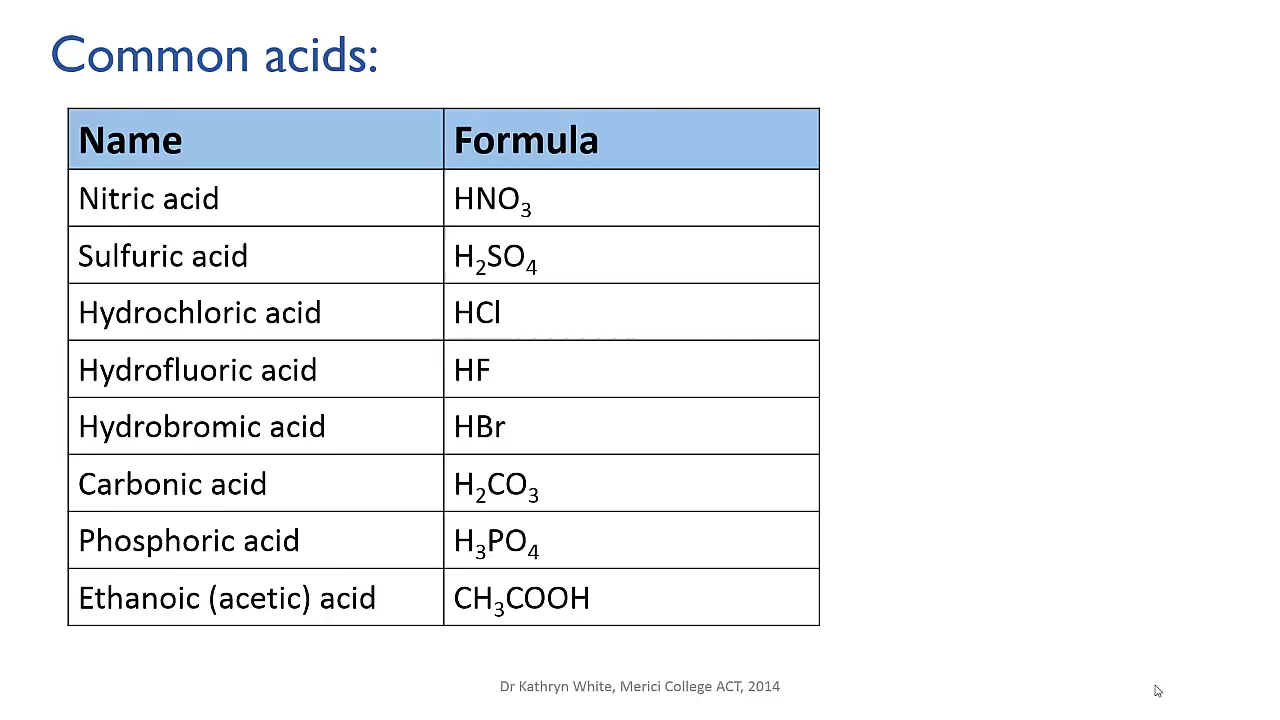 Common acids:
Name Formula
Nitric acid HNO₃
Sulfuric acid H₂SO₄
Hydrochloric acid HCl
Hydrofluoric acid HF
Hydrobromic acid HBr
Carbonic acid H₂CO₃
Phosphoric acid H₃PO₄
Ethanoic (acetic) acid CH₃COOH
Dr Kathryn White, Merici College ACT, 2014